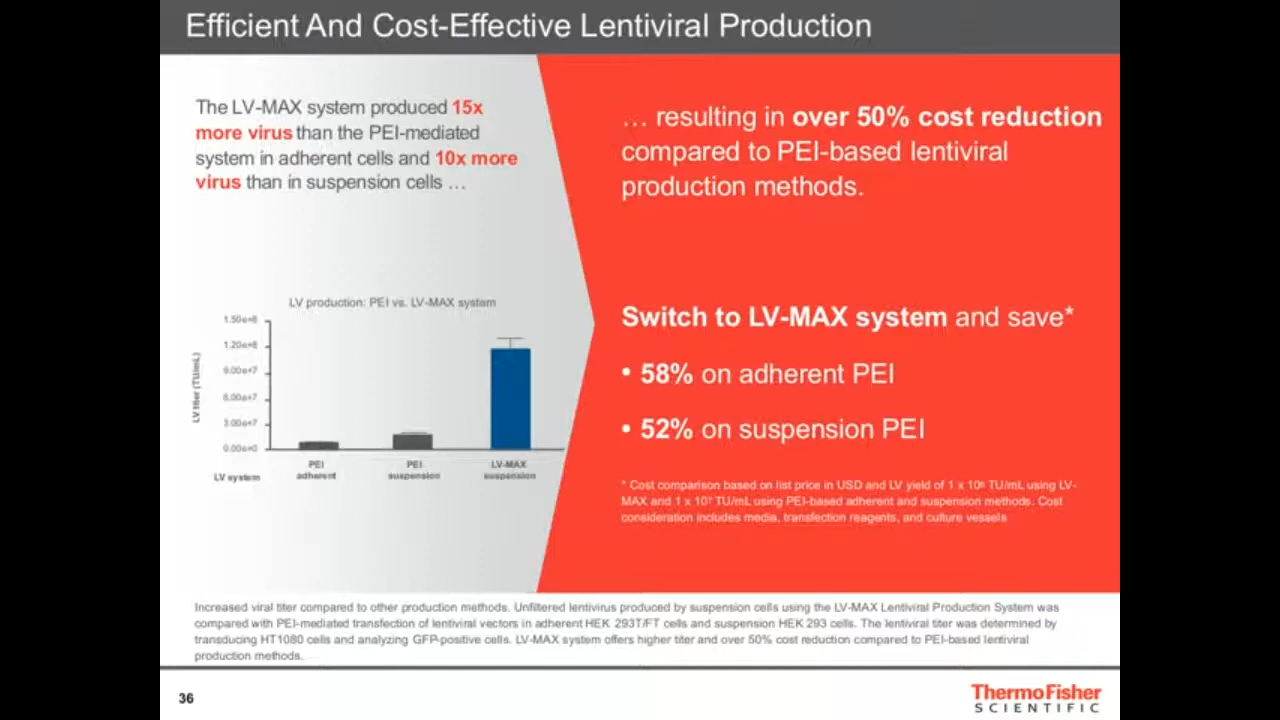 Efficient And Cost-Effective Lentiviral Production
The LV-MAX system produced 15x
more virus than the PEI-mediated
system in adherent cells and 10x more
virus than in suspension cells …
… resulting in over 50% cost reduction
compared to PEI-based lentiviral
production methods.
LV production: PEI vs. LV-MAX system
LV titer (TU/mL)
1.50e+8
1.20e+8
9.00e+7
6.00e+7
3.00e+7
0.00e+0
LV system
PEI
adherent
PEI
suspension
LV-MAX
suspension
Switch to LV-MAX system and save*
• 58% on adherent PEI
• 52% on suspension PEI
* Cost comparison based on list price in USD and LV yield of 1 x 10⁸ TU/mL using LV-
MAX and 1 x 10⁷ TU/mL using PEI-based adherent and suspension methods. Cost
consideration includes media, transfection reagents, and culture vessels
Increased viral titer compared to other production methods. Unfiltered lentivirus produced by suspension cells using the LV-MAX Lentiviral Production System was
compared with PEI-mediated transfection of lentiviral vectors in adherent HEK 293T/FT cells and suspension HEK 293 cells. The lentiviral titer was determined by
transducing HT1080 cells and analyzing GFP-positive cells. LV-MAX system offers higher titer and over 50% cost reduction compared to PEI-based lentiviral
production methods.
36
ThermoFisher
SCIENTIFIC